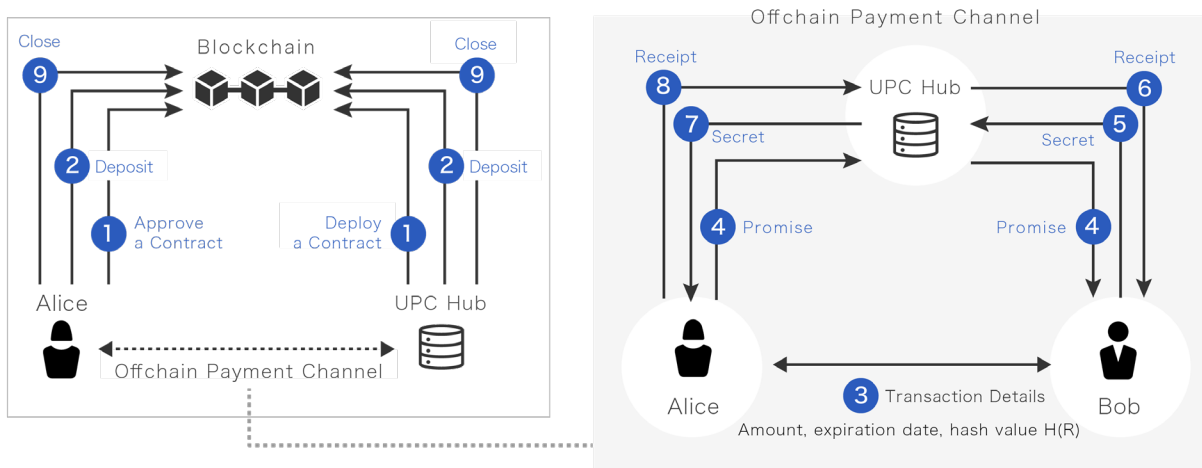 Close
9
Blockchain
Close
9
2
Deposit
2
Deposit
1
Approve
a Contract
Deploy
a Contract
1
Alice
UPC Hub
Offchain Payment Channel
Offchain Payment Channel
Receipt
8
UPC Hub
Receipt
6
7
Secret
5
Secret
4
Promise
Promise
4
Alice
3
Transaction Details
Bob
Amount, expiration date, hash value H(R)